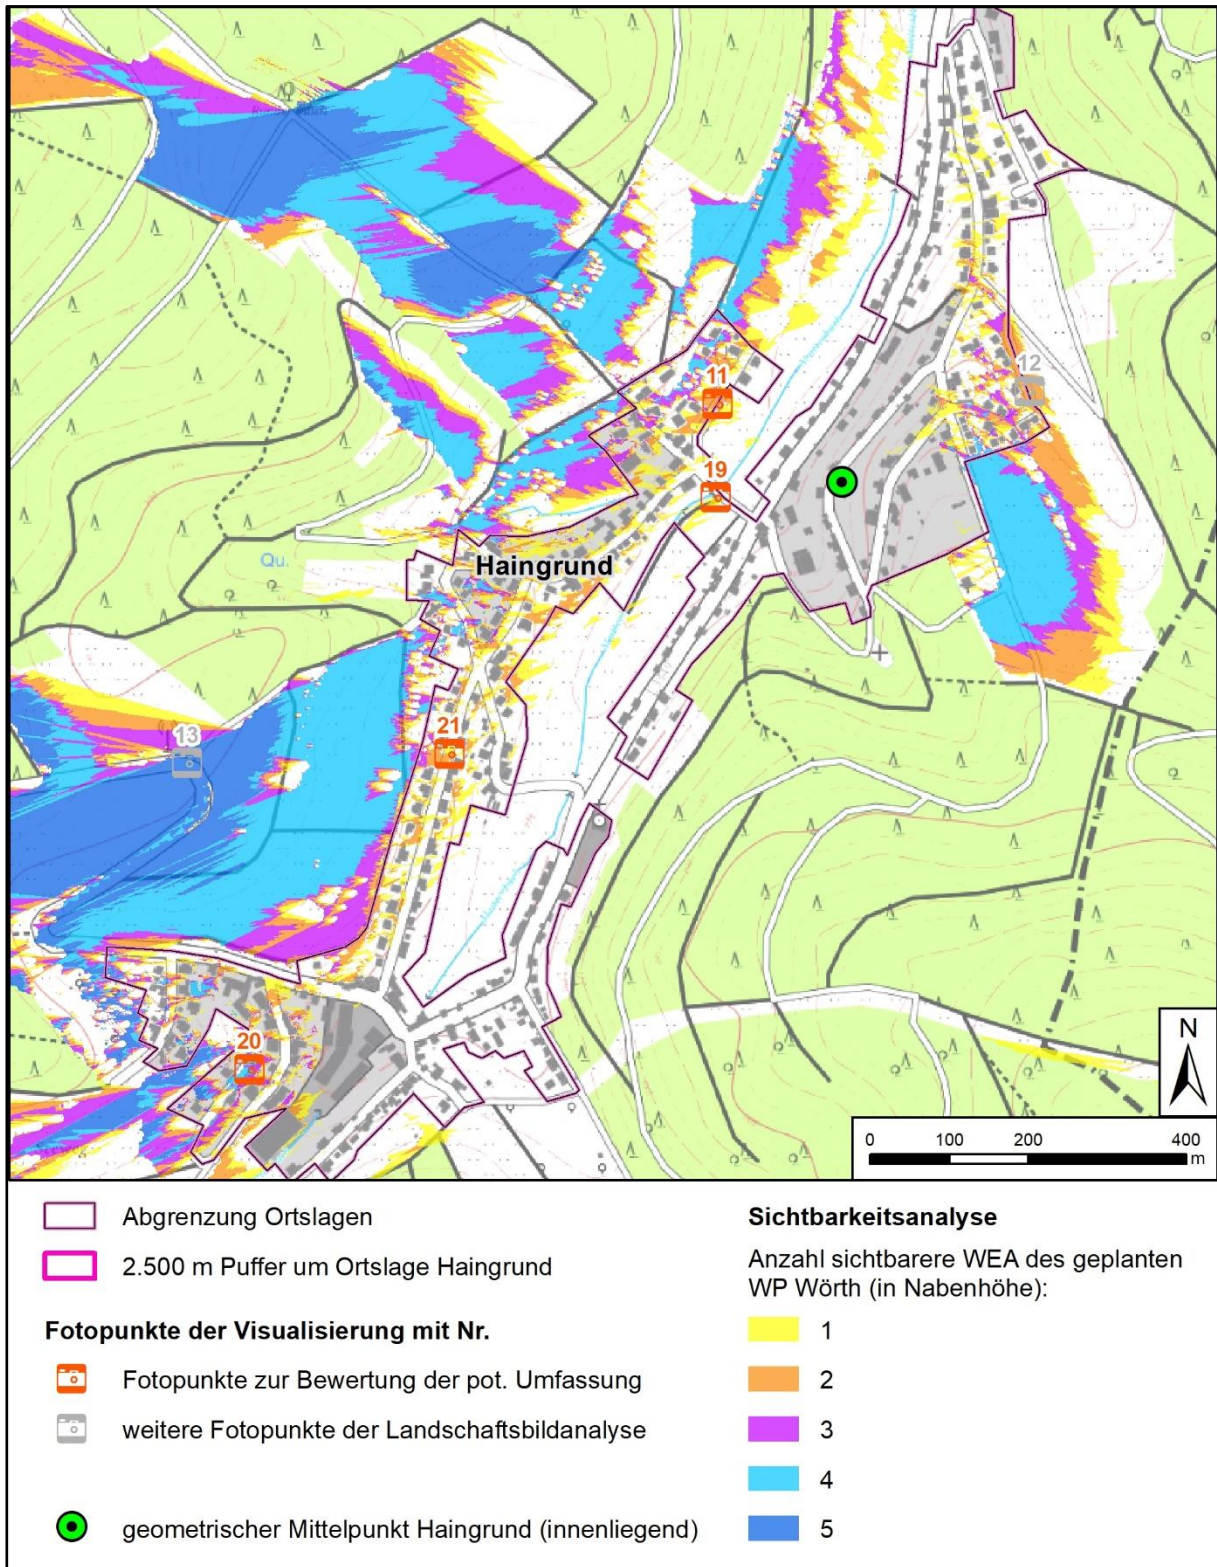 11
12
19
Haingrund
Qu.
21
13
20
N
0 100 200 400
m
Abgrenzung Ortslagen
2.500 m Puffer um Ortslage Haingrund
Fotopunkte der Visualisierung mit Nr.
Fotopunkte zur Bewertung der pot. Umfassung
weitere Fotopunkte der Landschaftsbildanalyse
geometrischer Mittelpunkt Haingrund (innenliegend)
Sichtbarkeitsanalyse
Anzahl sichtbarere WEA des geplanten
WP Wörth (in Nabenhöhe):
1
2
3
4
5